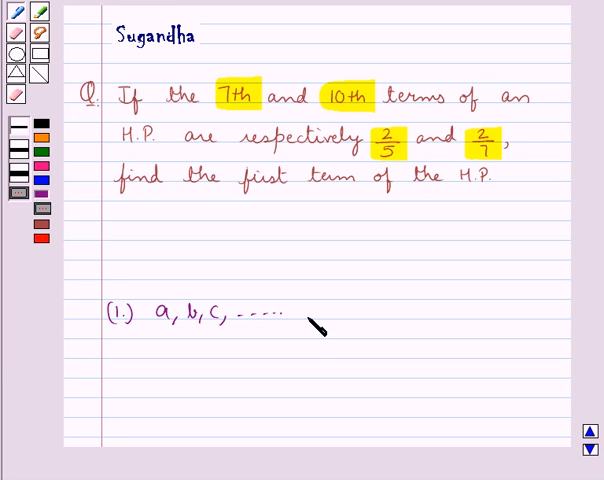 Sugandha
Q. If the 7th and 10th terms of an
H.P. are respectively 2/5 and 2/7,
find the first term of the H.P.
(1.) a, b, c, -----